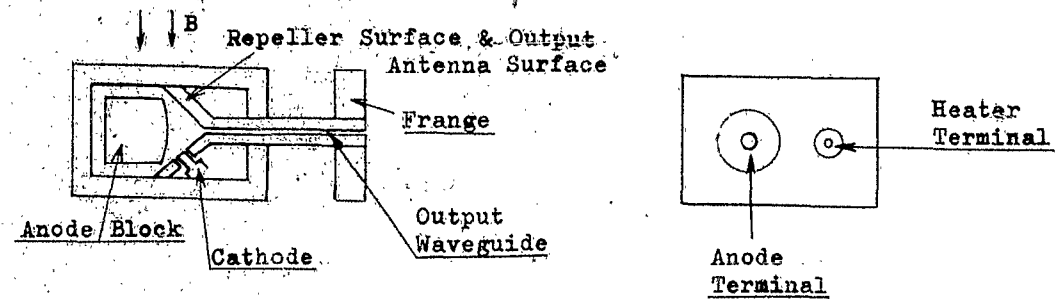 B
Repeller Surface & Output
Antenna Surface
Frange
Anode Block
Cathode
Output
Waveguide
Heater
Terminal
Anode
Terminal